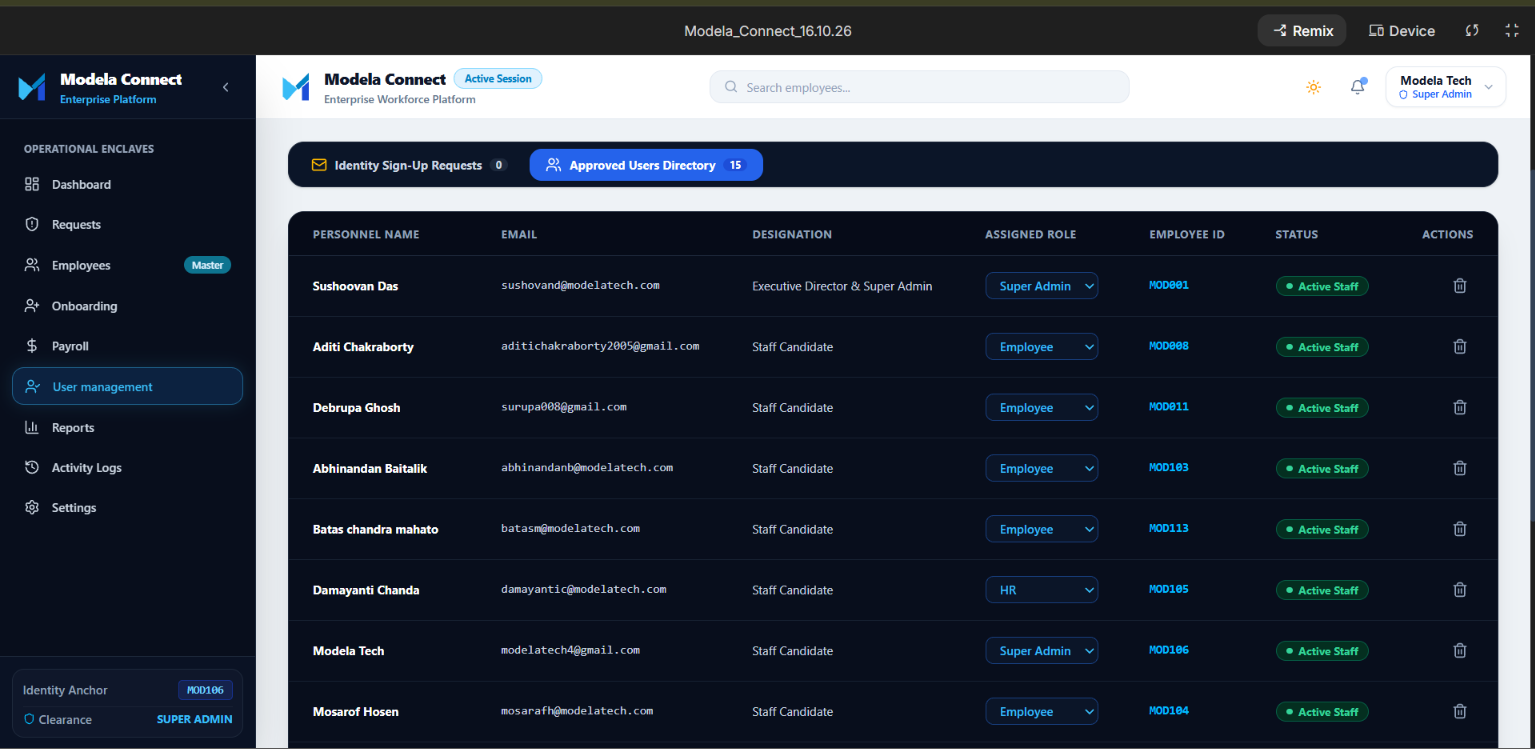 Modela_Connect_16.10.26
Remix
Device
Modela Connect
Enterprise Platform
Modela Connect Active Session
Enterprise Workforce Platform
Search employees...
Modela Tech
Super Admin
OPERATIONAL ENCLAVES
Dashboard
Requests
Employees Master
Onboarding
Payroll
User management
Reports
Activity Logs
Settings
Identity Anchor MOD106
Clearance SUPER ADMIN
Identity Sign-Up Requests 0
Approved Users Directory 15
PERSONNEL NAME EMAIL DESIGNATION ASSIGNED ROLE EMPLOYEE ID STATUS ACTIONS
Sushoovan Das sushovand@modelatech.com Executive Director & Super Admin Super Admin MOD001 Active Staff
Aditi Chakraborty aditichakraborty2005@gmail.com Staff Candidate Employee MOD008 Active Staff
Debrupa Ghosh surupa008@gmail.com Staff Candidate Employee MOD011 Active Staff
Abhinandan Baitalik abhinandanb@modelatech.com Staff Candidate Employee MOD103 Active Staff
Batas chandra mahato batasm@modelatech.com Staff Candidate Employee MOD113 Active Staff
Damayanti Chanda damayantic@modelatech.com Staff Candidate HR MOD105 Active Staff
Modela Tech modelatech4@gmail.com Staff Candidate Super Admin MOD106 Active Staff
Mosarof Hosen mosarafh@modelatech.com Staff Candidate Employee MOD104 Active Staff